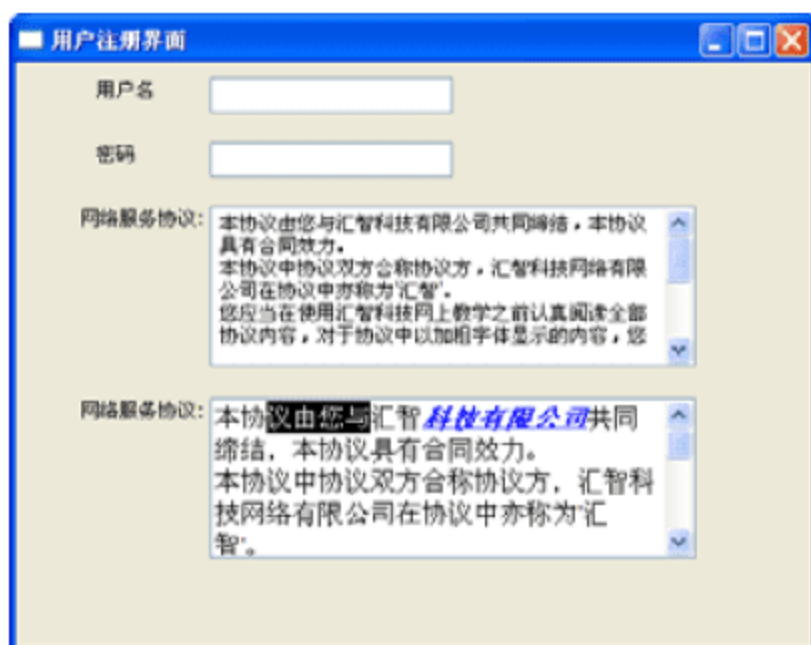 用户注册界面
用户名
密码
网络服务协议:
本协议由您与汇智科技有限公司共同缔结,本协议
具有合同效力。
本协议中协议双方合称协议方,汇智科技网络有限
公司在协议中亦称为'汇智'.
您应当在使用汇智科技网上教学之前认真阅读全部
协议内容,对于协议中以加粗字体显示的内容,您
网络服务协议:
本协议由您与汇智科技有限公司共同
缔结,本协议具有合同效力。
本协议中协议双方合称协议方,汇智科
技网络有限公司在协议中亦称为'汇
智'。